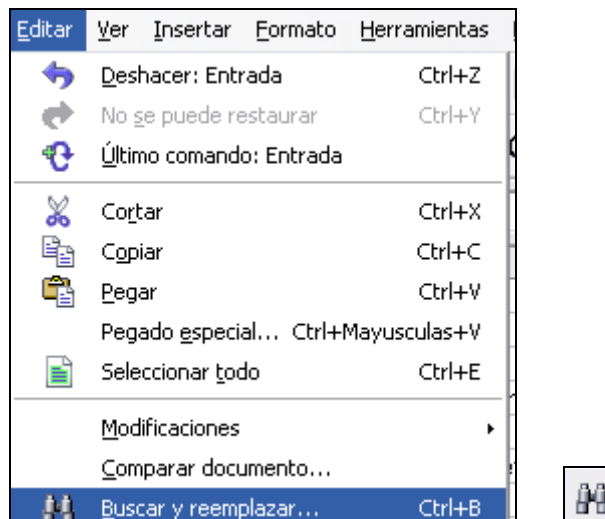 Editar Ver Insertar Formato Herramientas
Deshacer: Entrada Ctrl+Z
No se puede restaurar Ctrl+Y
Último comando: Entrada
Cortar Ctrl+X
Copiar Ctrl+C
Pegar Ctrl+V
Pegado especial... Ctrl+Mayusculas+V
Seleccionar todo Ctrl+E
Modificaciones
Comparar documento...
Buscar y reemplazar... Ctrl+B